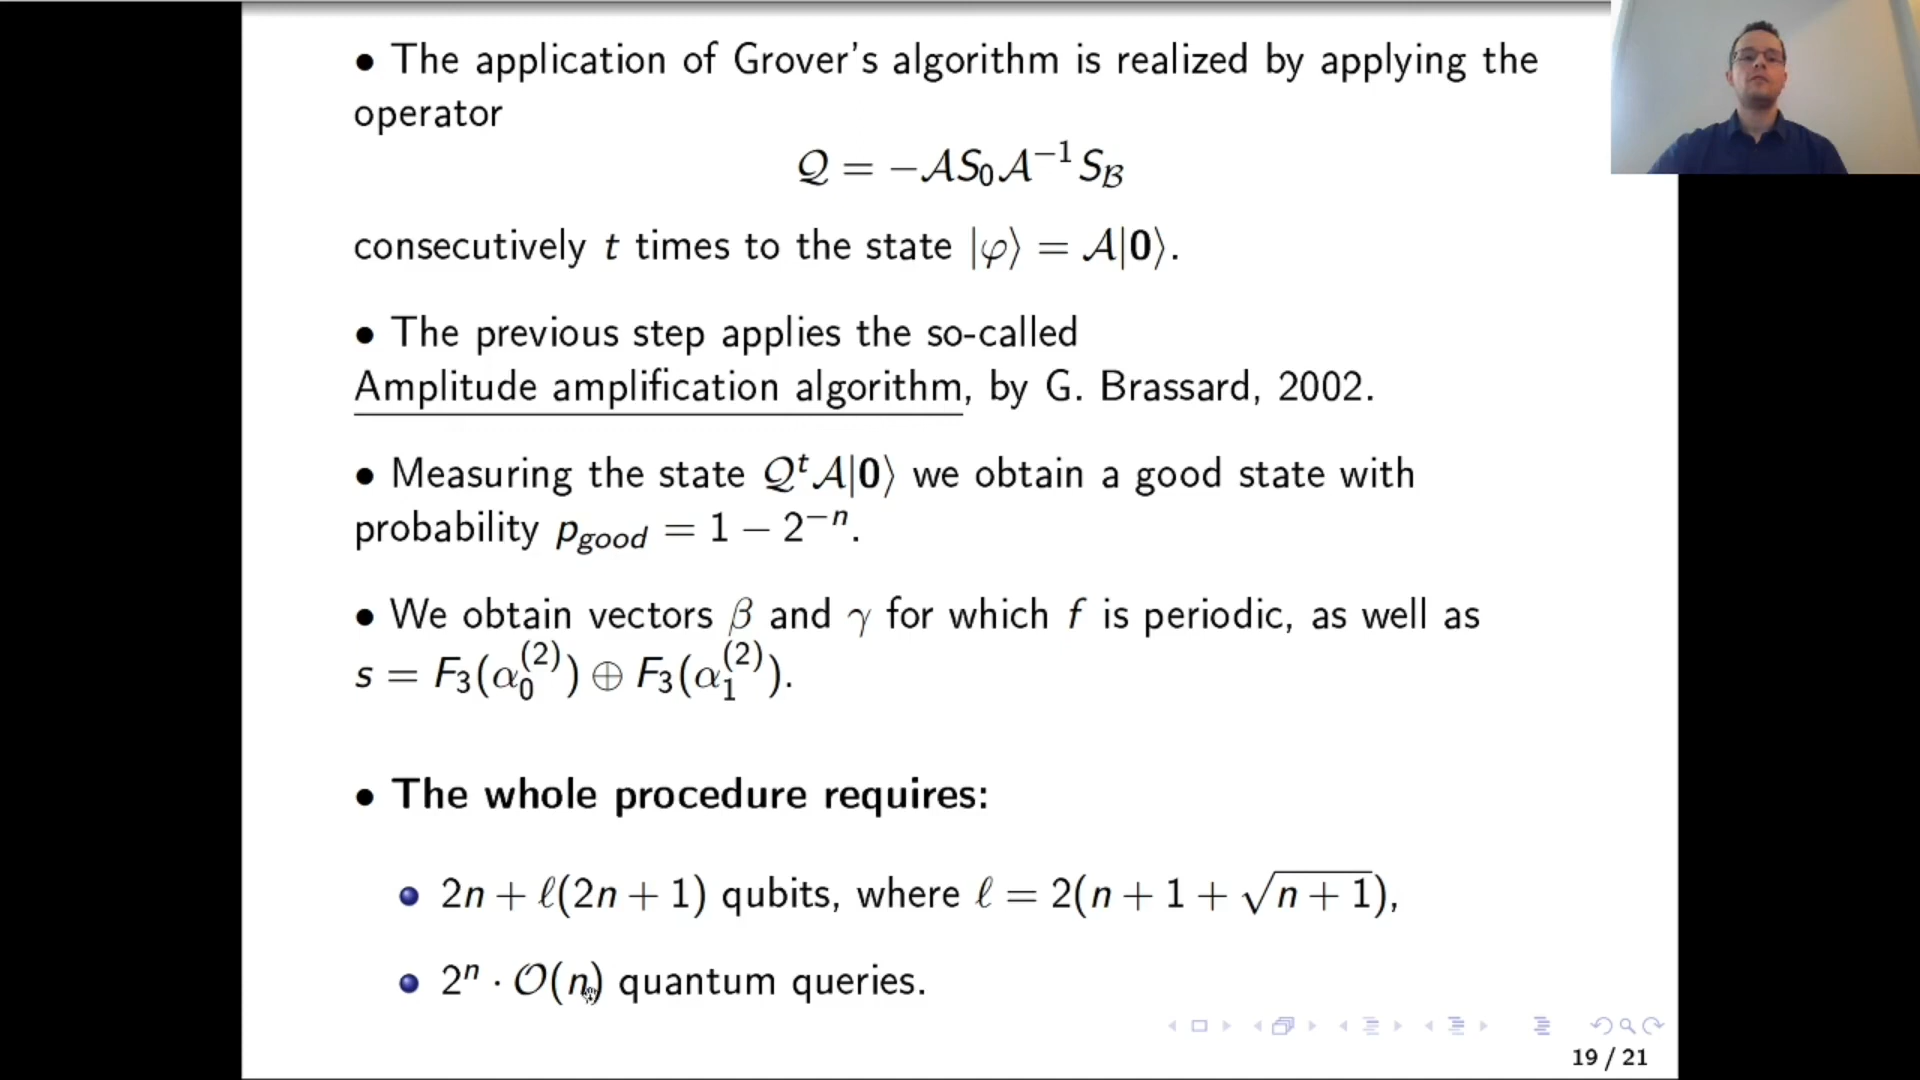 • The application of Grover's algorithm is realized by applying the
operator
𝒬 = −𝒜S₀𝒜⁻¹S_ℬ
consecutively t times to the state |φ⟩ = 𝒜|𝟎⟩.
• The previous step applies the so-called
Amplitude amplification algorithm, by G. Brassard, 2002.
• Measuring the state 𝒬ᵗ𝒜|𝟎⟩ we obtain a good state with
probability p_good = 1 − 2⁻ⁿ.
• We obtain vectors β and γ for which f is periodic, as well as
s = F₃(α₀⁽²⁾) ⊕ F₃(α₁⁽²⁾).
• The whole procedure requires:
• 2n + ℓ(2n + 1) qubits, where ℓ = 2(n + 1 + √(n + 1)),
• 2ⁿ · 𝒪(n) quantum queries.
19 / 21